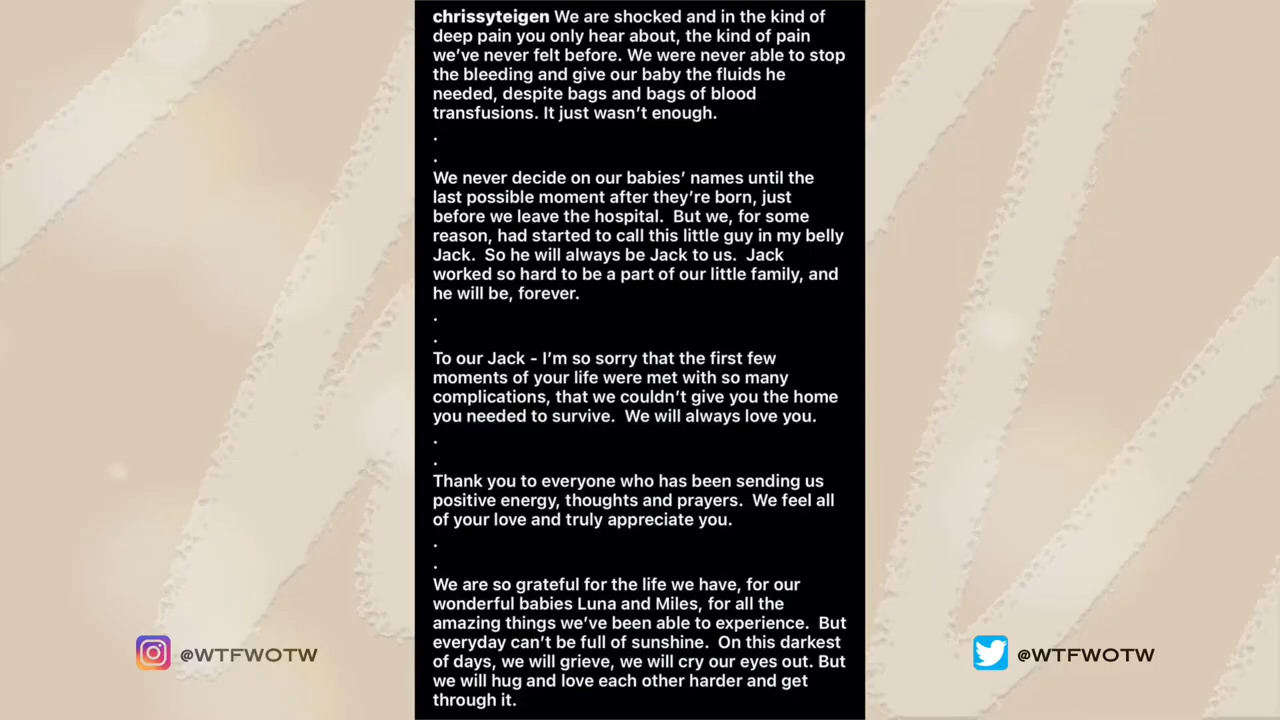 chrissyteigen We are shocked and in the kind of
deep pain you only hear about, the kind of pain
we’ve never felt before. We were never able to stop
the bleeding and give our baby the fluids he
needed, despite bags and bags of blood
transfusions. It just wasn’t enough.
.
.
We never decide on our babies’ names until the
last possible moment after they’re born, just
before we leave the hospital.  But we, for some
reason, had started to call this little guy in my belly
Jack.  So he will always be Jack to us.  Jack
worked so hard to be a part of our little family, and
he will be, forever.
.
.
To our Jack - I’m so sorry that the first few
moments of your life were met with so many
complications, that we couldn’t give you the home
you needed to survive.  We will always love you.
.
.
Thank you to everyone who has been sending us
positive energy, thoughts and prayers.  We feel all
of your love and truly appreciate you.
.
.
We are so grateful for the life we have, for our
wonderful babies Luna and Miles, for all the
amazing things we’ve been able to experience.  But
everyday can’t be full of sunshine.  On this darkest
of days, we will grieve, we will cry our eyes out. But
we will hug and love each other harder and get
through it.
@WTFWOTW
@WTFWOTW